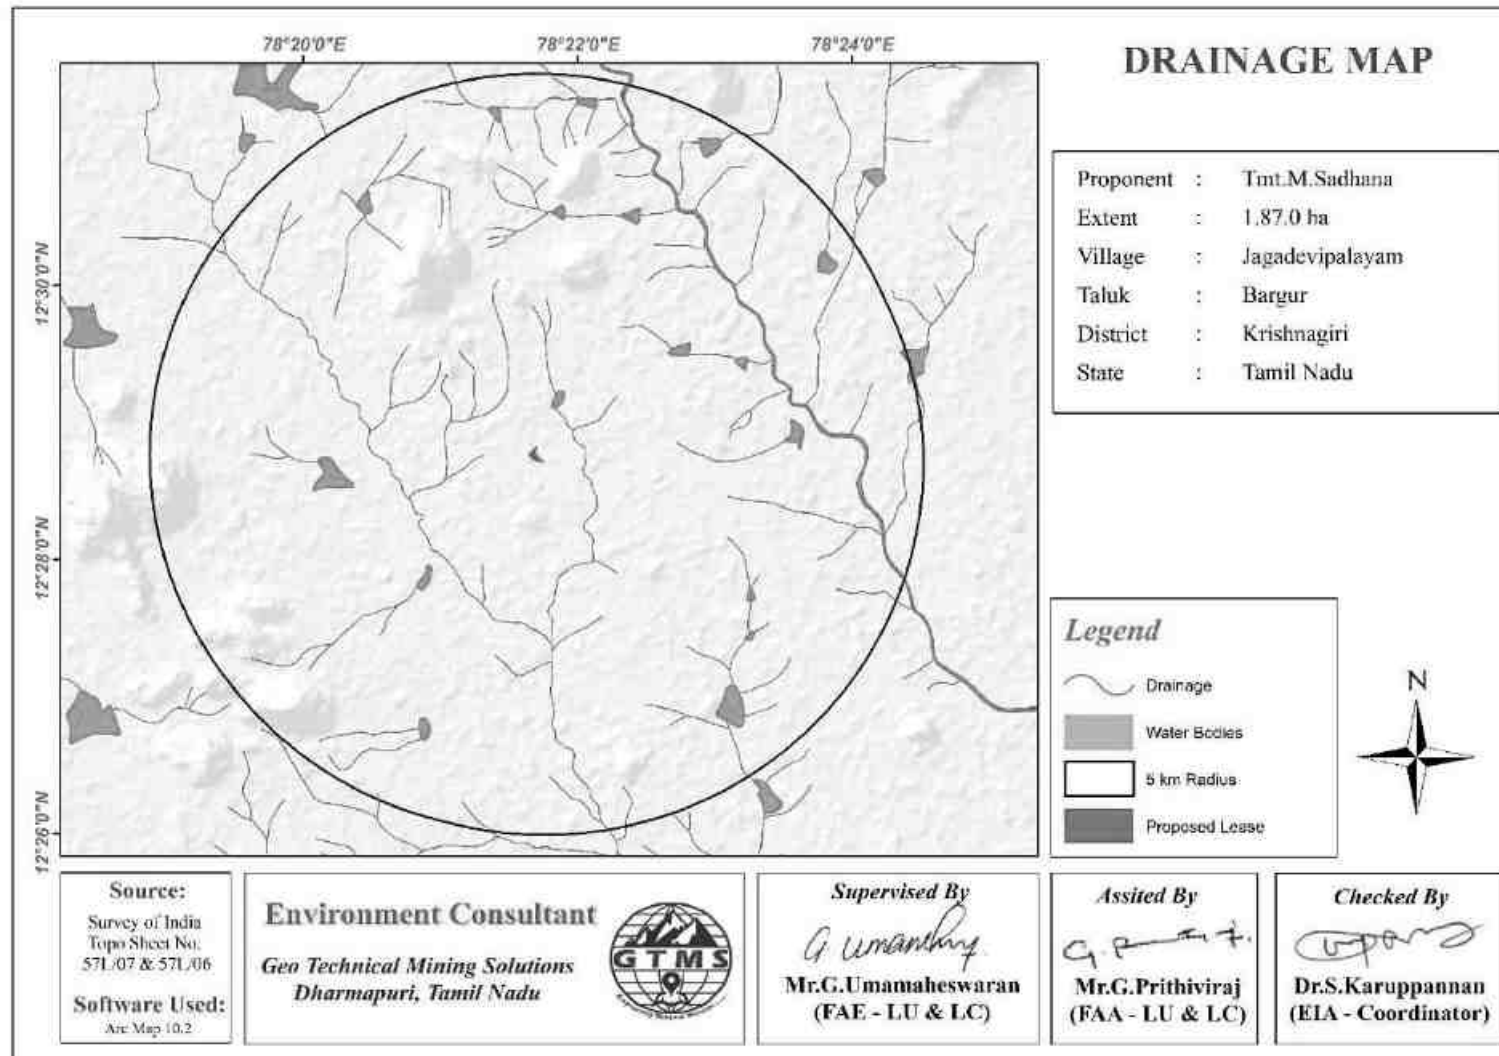 DRAINAGE MAP
78°20'0"E
78°22'0"E
78°24'0"E
12°30'0"N
12°28'0"N
12°26'0"N
Proponent : Tmt.M.Sadhana
Extent : 1.87.0 ha
Village : Jagadevipalayam
Taluk : Bargur
District : Krishnagiri
State : Tamil Nadu
Legend
Drainage
Water Bodies
5 km Radius
Proposed Lease
N
Source:
Survey of India
Topo Sheet No.
57L/07 & 57L/06
Software Used:
Arc Map 10.2
Environment Consultant
Geo Technical Mining Solutions
Dharmapuri, Tamil Nadu
GTMS
Supervised By
Mr.G.Umamaheswaran
(FAE - LU & LC)
Assited By
Mr.G.Prithiviraj
(FAA - LU & LC)
Checked By
Dr.S.Karuppannan
(EIA - Coordinator)